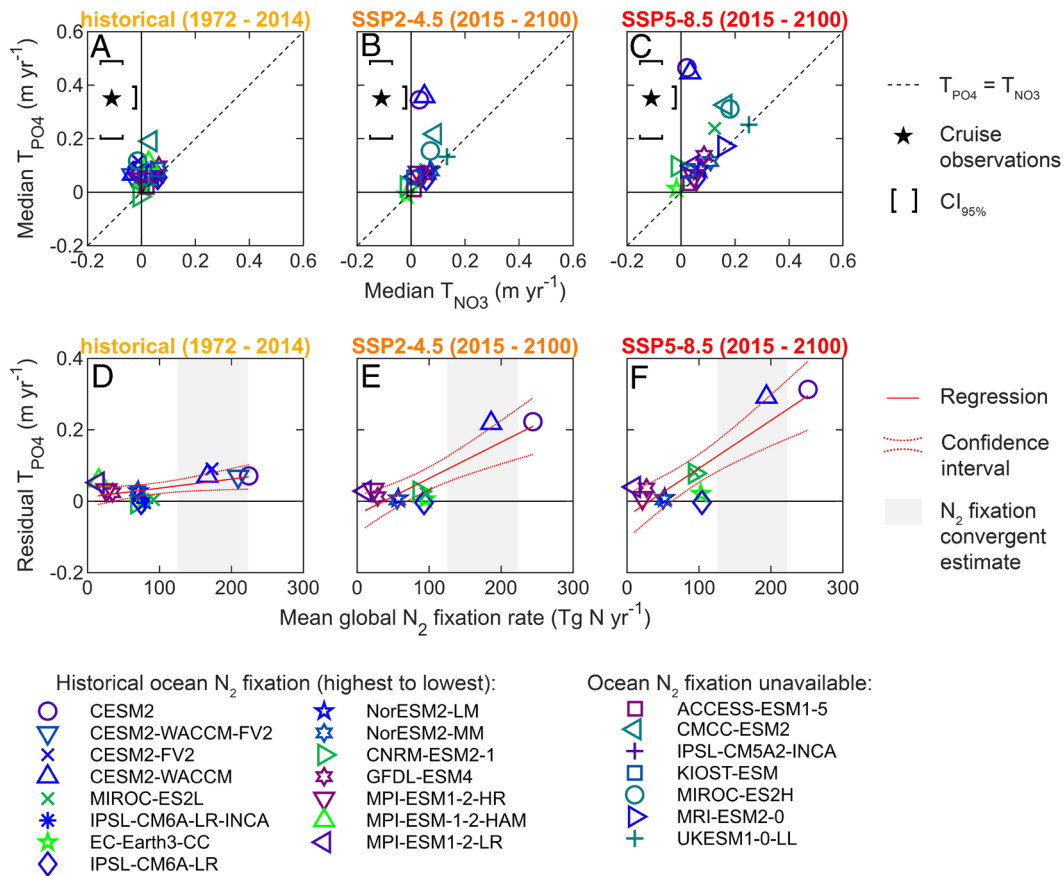 historical (1972 - 2014) SSP2-4.5 (2015 - 2100) SSP5-8.5 (2015 - 2100)
A B C
0.6 0.4 0.2 0 -0.2
Median T_PO4 (m yr⁻¹)
-0.2 0 0.2 0.4 0.6 -0.2 0 0.2 0.4 0.6 -0.2 0 0.2 0.4 0.6
Median T_NO3 (m yr⁻¹)
T_PO4 = T_NO3
Cruise
observations
CI_95%
historical (1972 - 2014) SSP2-4.5 (2015 - 2100) SSP5-8.5 (2015 - 2100)
D E F
0.4 0.2 0 -0.2
Residual T_PO4 (m yr⁻¹)
0 100 200 300 0 100 200 300 0 100 200 300
Mean global N₂ fixation rate (Tg N yr⁻¹)
Regression
Confidence
interval
N₂ fixation
convergent
estimate
Historical ocean N₂ fixation (highest to lowest):
CESM2
CESM2-WACCM-FV2
CESM2-FV2
CESM2-WACCM
MIROC-ES2L
IPSL-CM6A-LR-INCA
EC-Earth3-CC
IPSL-CM6A-LR
NorESM2-LM
NorESM2-MM
CNRM-ESM2-1
GFDL-ESM4
MPI-ESM1-2-HR
MPI-ESM-1-2-HAM
MPI-ESM1-2-LR
Ocean N₂ fixation unavailable:
ACCESS-ESM1-5
CMCC-ESM2
IPSL-CM5A2-INCA
KIOST-ESM
MIROC-ES2H
MRI-ESM2-0
UKESM1-0-LL